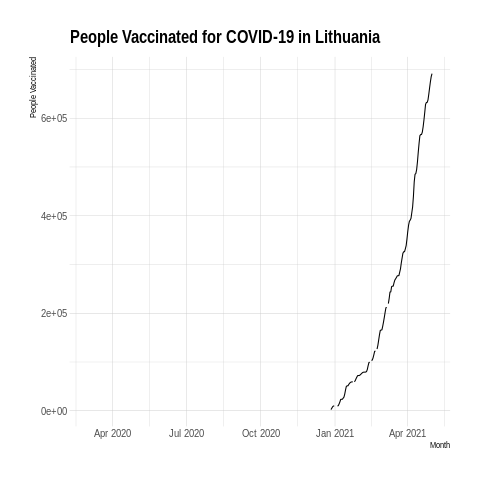 People Vaccinated for COVID-19 in Lithuania
People Vaccinated
6e+05
4e+05
2e+05
0e+00
Apr 2020 Jul 2020 Oct 2020 Jan 2021 Apr 2021
Month